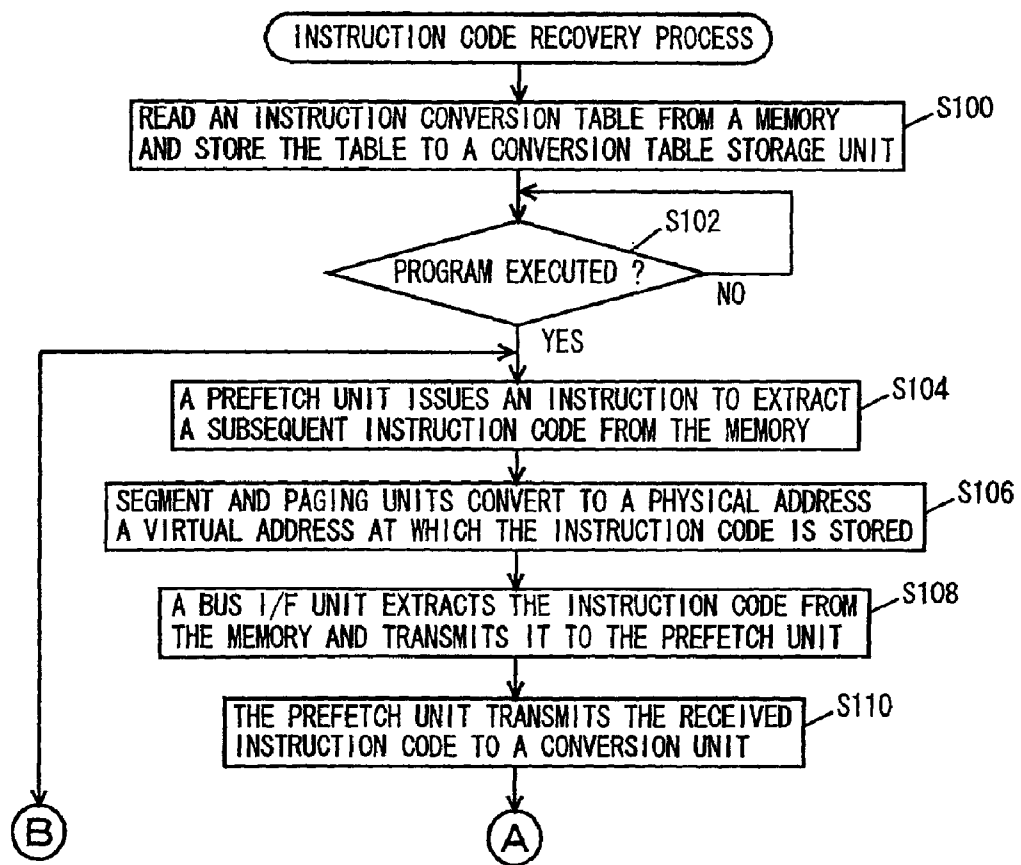 INSTRUCTION CODE RECOVERY PROCESS
READ AN INSTRUCTION CONVERSION TABLE FROM A MEMORY
AND STORE THE TABLE TO A CONVERSION TABLE STORAGE UNIT
S100
S102
PROGRAM EXECUTED ?
NO
YES
A PREFETCH UNIT ISSUES AN INSTRUCTION TO EXTRACT
A SUBSEQUENT INSTRUCTION CODE FROM THE MEMORY
S104
SEGMENT AND PAGING UNITS CONVERT TO A PHYSICAL ADDRESS
A VIRTUAL ADDRESS AT WHICH THE INSTRUCTION CODE IS STORED
S106
A BUS I/F UNIT EXTRACTS THE INSTRUCTION CODE FROM
THE MEMORY AND TRANSMITS IT TO THE PREFETCH UNIT
S108
THE PREFETCH UNIT TRANSMITS THE RECEIVED
INSTRUCTION CODE TO A CONVERSION UNIT
S110
B
A